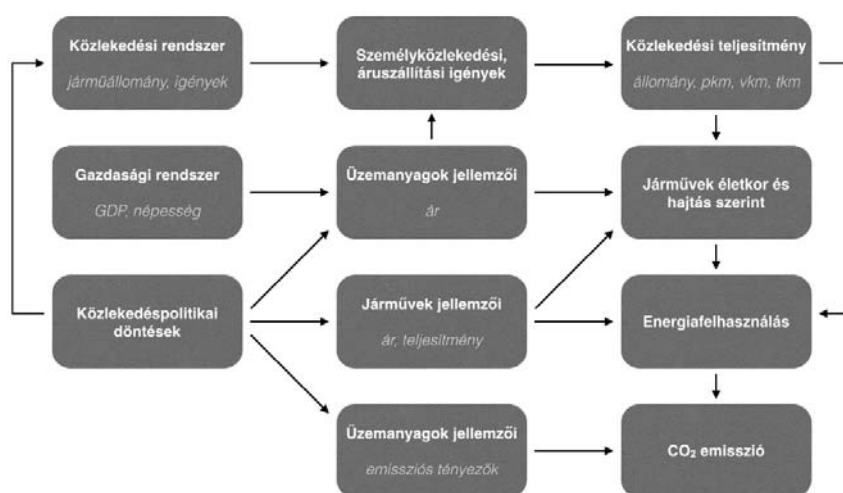 Közlekedési rendszer
járműállomány, igények
Személyközlekedési,
áruszállítási igények
Közlekedési teljesítmény
állomány, pkm, vkm, tkm
Gazdasági rendszer
GDP, népesség
Üzemanyagok jellemzői
ár
Járművek életkor és
hajtás szerint
Közlekedéspolitikai
döntések
Járművek jellemzői
ár, teljesítmény
Energiafelhasználás
Üzemanyagok jellemzői
emissziós tényezők
CO₂ emisszió